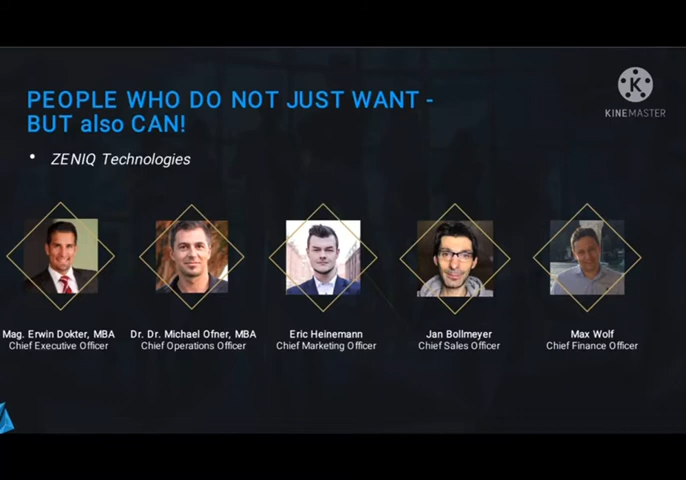 PEOPLE WHO DO NOT JUST WANT -
BUT also CAN!
K
KINEMASTER
• ZENIQ Technologies
Mag. Erwin Dokter, MBA
Chief Executive Officer
Dr. Dr. Michael Ofner, MBA
Chief Operations Officer
Eric Heinemann
Chief Marketing Officer
Jan Bollmeyer
Chief Sales Officer
Max Wolf
Chief Finance Officer